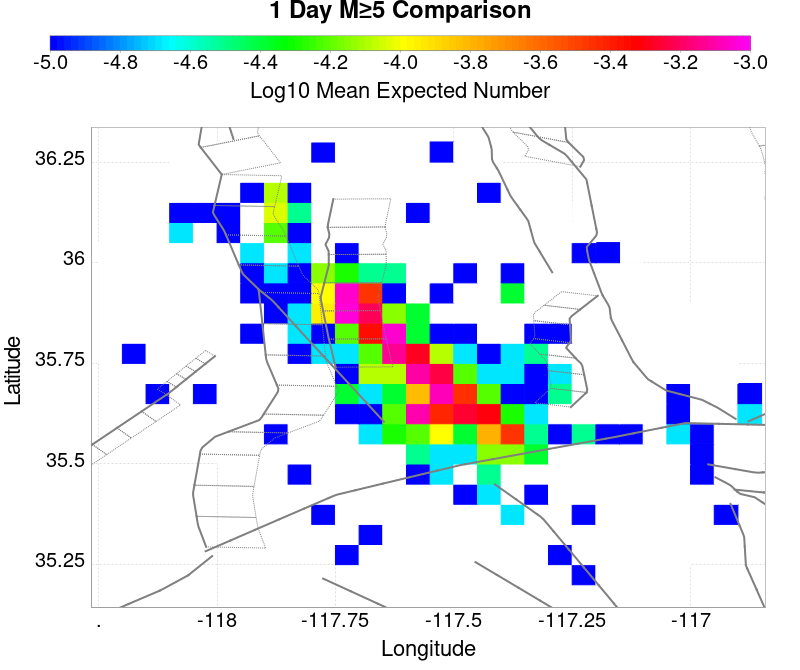 1 Day M≥5 Comparison
-5.0 -4.8 -4.6 -4.4 -4.2 -4.0 -3.8 -3.6 -3.4 -3.2 -3.0
Log10 Mean Expected Number
36.25
36
35.75
35.5
35.25
Latitude
. -118 -117.75 -117.5 -117.25 -117
Longitude